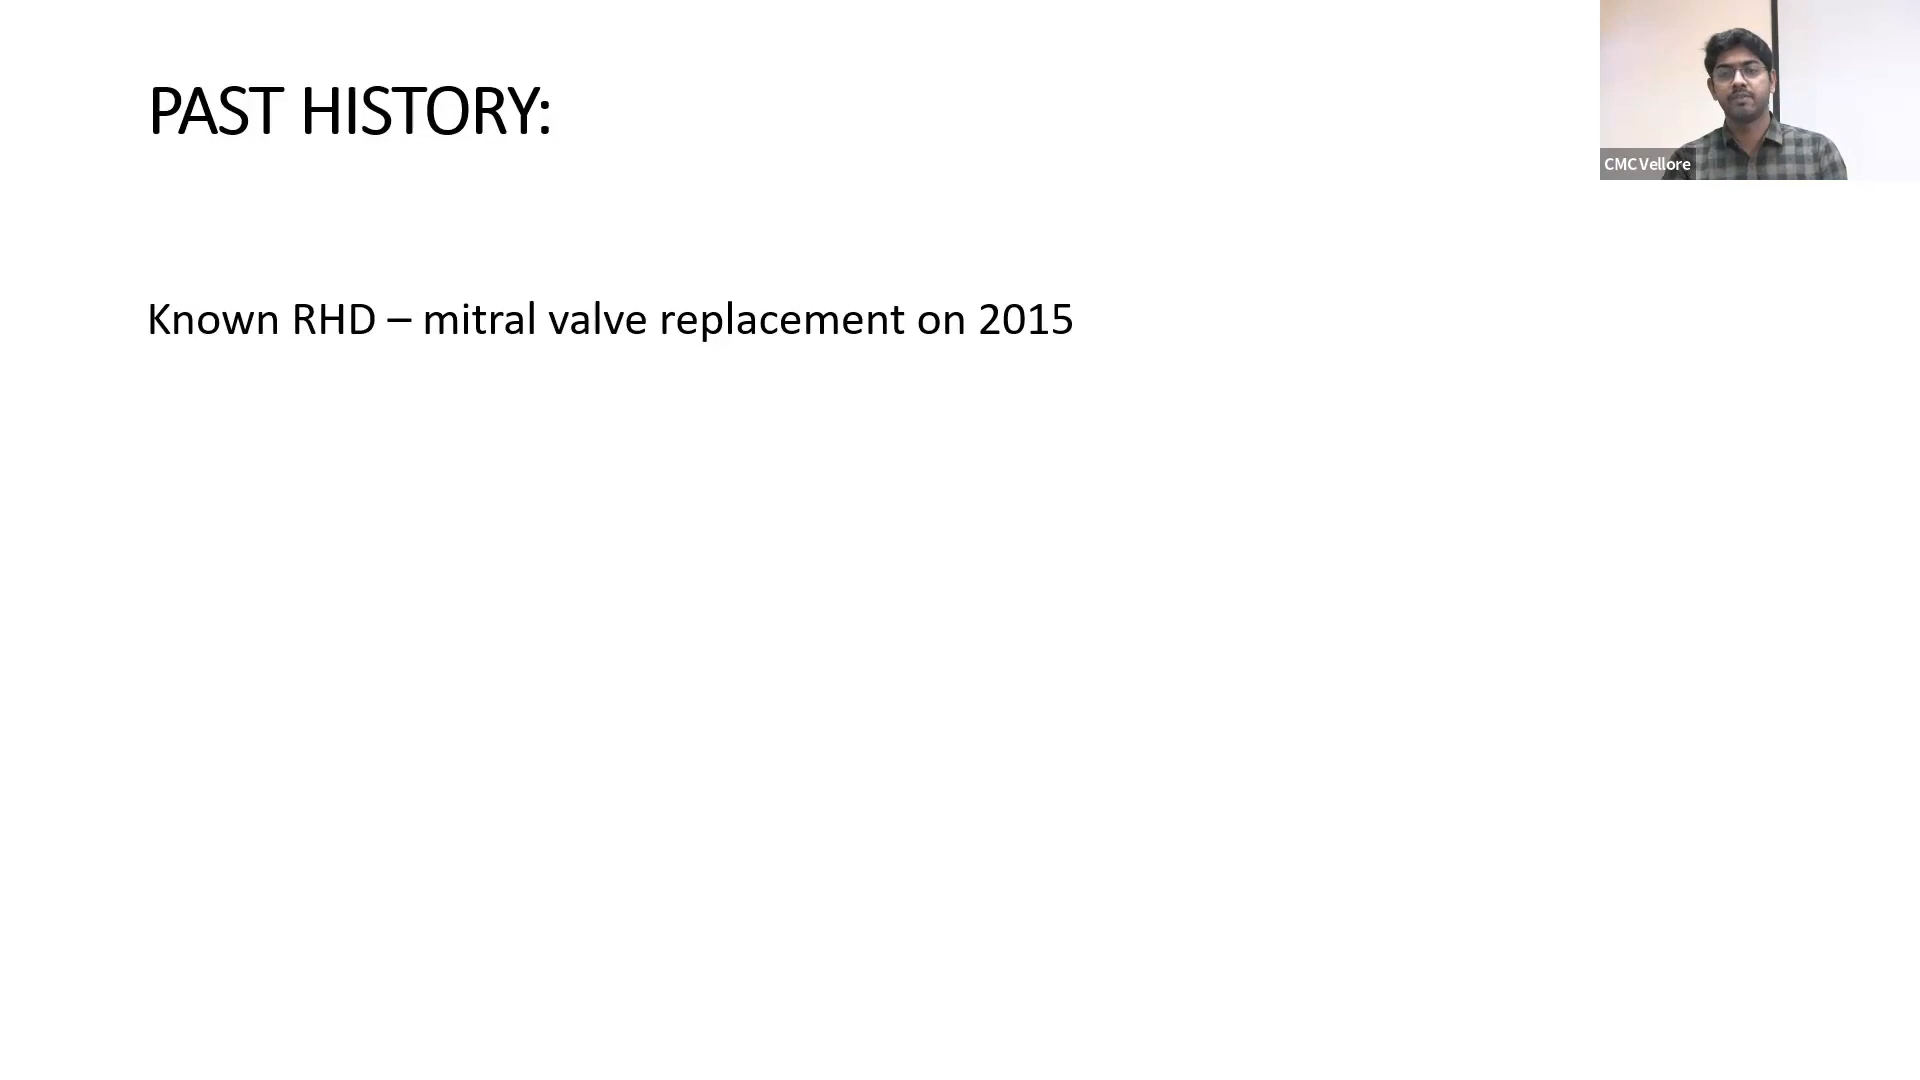 PAST HISTORY:
CMC Vellore
Known RHD – mitral valve replacement on 2015